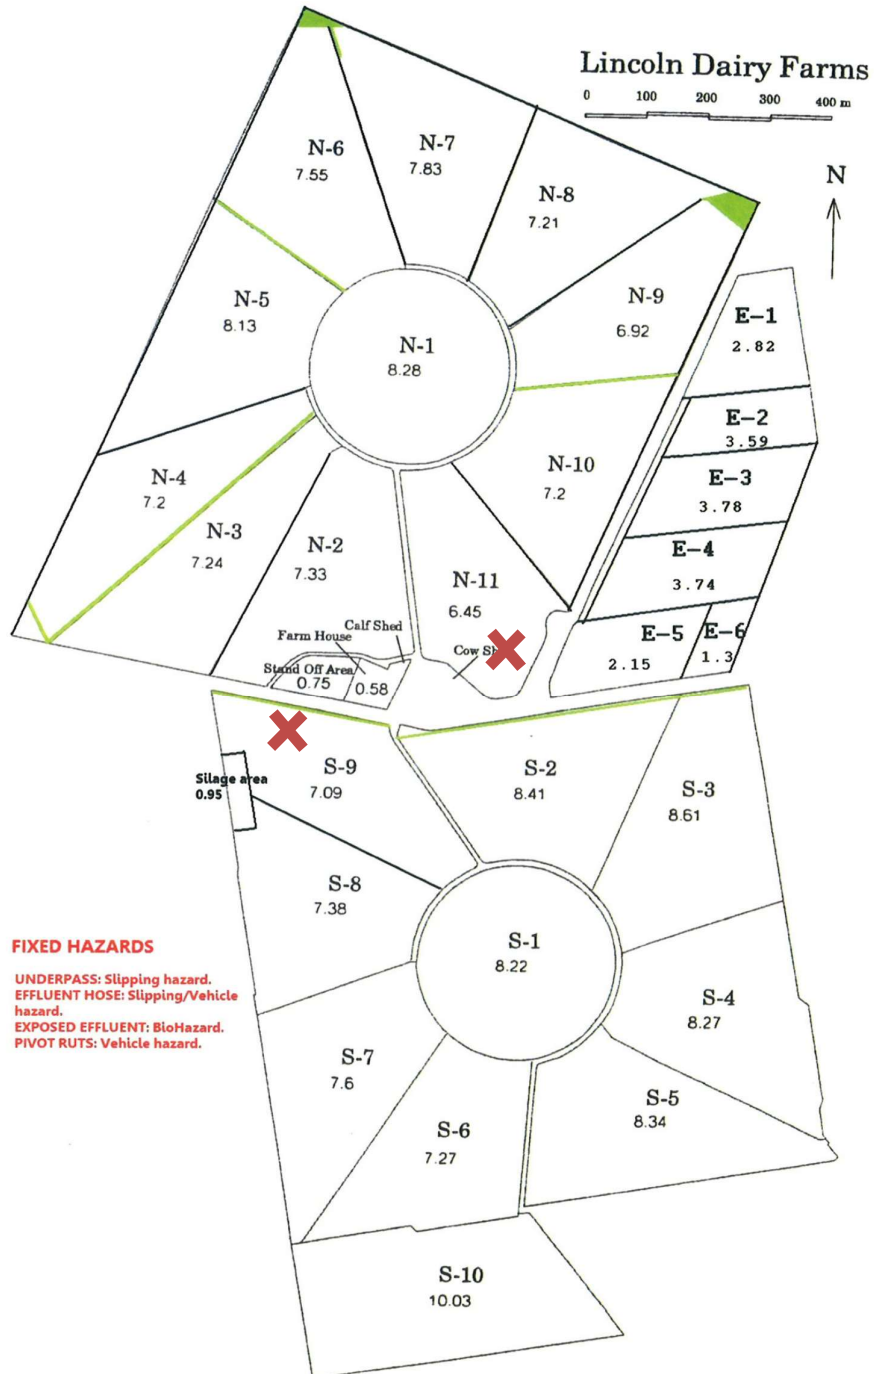 Lincoln Dairy Farms
0 100 200 300 400 m
N
N-6
7.55
N-7
7.83
N-8
7.21
N-9
6.92
N-5
8.13
N-1
8.28
E-1
2.82
E-2
3.59
E-3
3.78
N-4
7.2
N-10
7.2
N-3
7.24
N-2
7.33
E-4
3.74
N-11
6.45
Calf Shed
Farm House
Cow
E-5
2.15
E-6
1.3
Stand Off Area
0.75
0.58
S-9
7.09
Silage area
0.95
S-2
8.41
S-3
8.61
S-8
7.38
S-1
8.22
FIXED HAZARDS
UNDERPASS: Slipping hazard.
EFFLUENT HOSE: Slipping/Vehicle
hazard.
EXPOSED EFFLUENT: BioHazard.
PIVOT RUTS: Vehicle hazard.
S-4
8.27
S-7
7.6
S-5
8.34
S-6
7.27
S-10
10.03